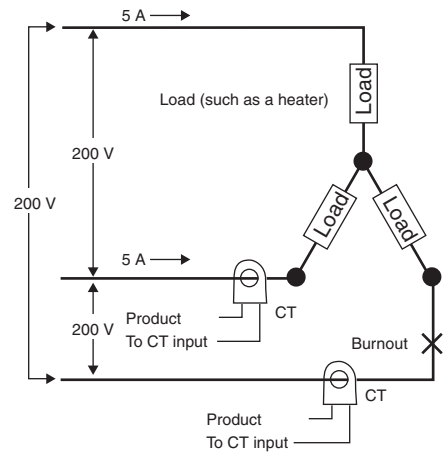 5 A
Load
Load (such as a heater)
200 V
200 V
Load
Load
5 A
CT
Product
To CT input
200 V
Burnout
CT
Product
To CT input